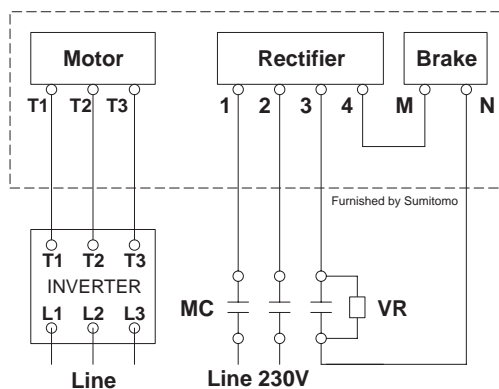 Motor Rectifier Brake
T1 T2 T3 1 2 3 4 M N
Furnished by Sumitomo
T1 T2 T3
INVERTER
L1 L2 L3
MC VR
Line Line 230V